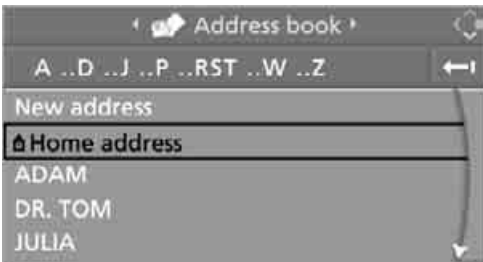 Address book
A ..D ..J ..P ..RST ..W ..Z
New address
Home address
ADAM
DR. TOM
JULIA